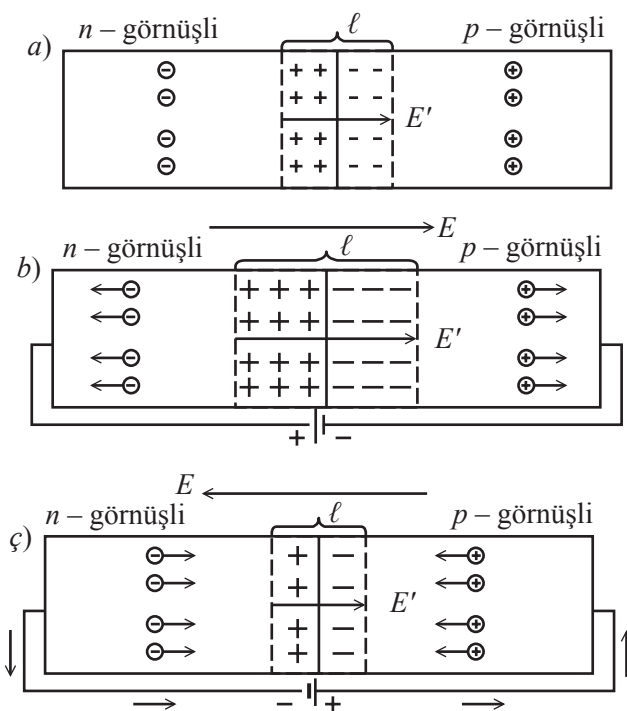 n – görnüşli ℓ p – görnüşli
a)
+ + - -
+ + - -
E′
+ + - -
+ + - -
E
n – görnüşli ℓ p – görnüşli
b)
+ + + — — —
+ + + — — —
E′
+ + + — — —
+ + + — — —
+ −
E
n – görnüşli ℓ p – görnüşli
ç)
+ —
+ —
E′
+ —
+ —
− +